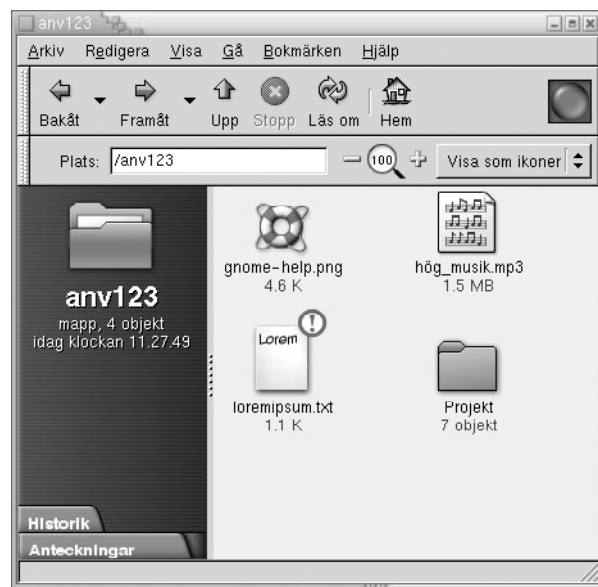 anv123
Arkiv Redigera Visa Gå Bokmärken Hjälp
Bakåt Framåt Upp Stopp Läs om Hem
Plats: /anv123 100 Visa som ikoner
anv123
mapp, 4 objekt
idag klockan 11.27.49
gnome-help.png
4.6 K
hög_musik.mp3
1.5 MB
Lorem
loremipsum.txt
1.1 K
Projekt
7 objekt
Historik
Anteckningar